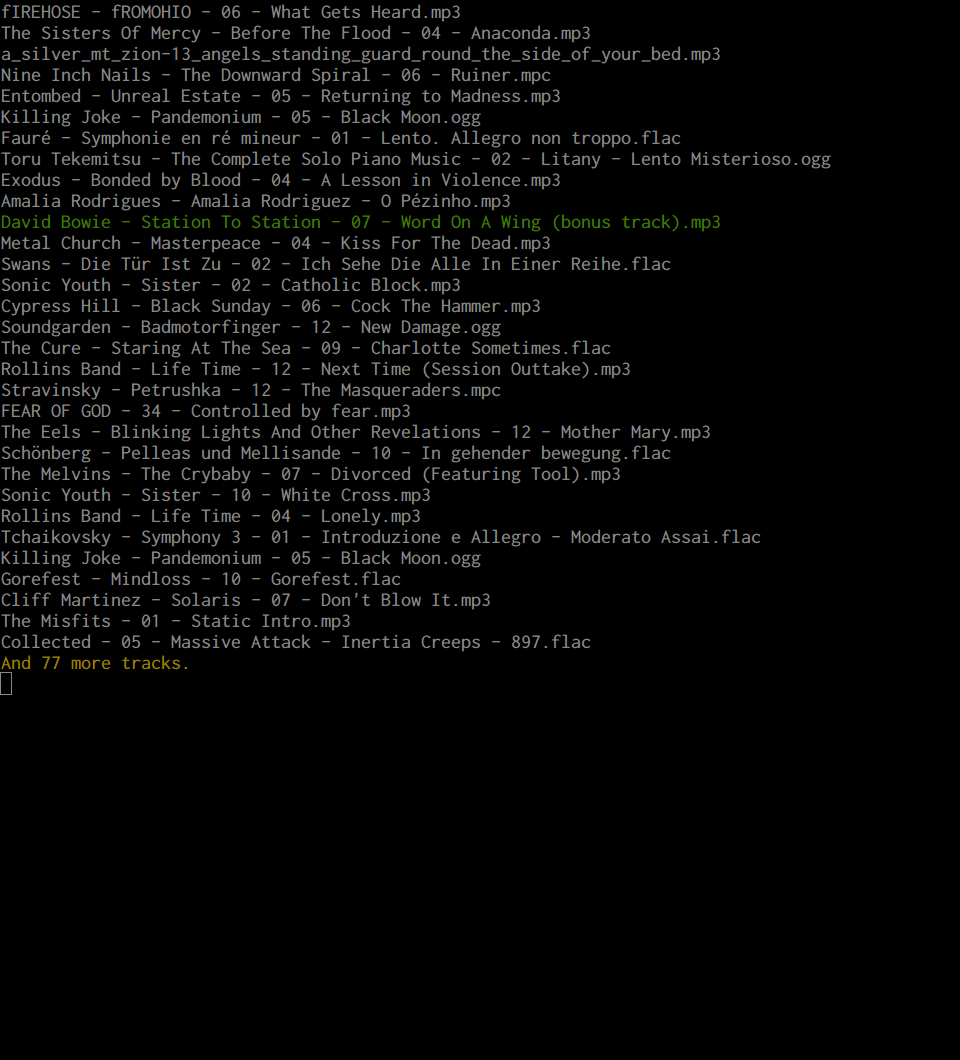 fIREHOSE - fROMOHIO - 06 - What Gets Heard.mp3
The Sisters Of Mercy - Before The Flood - 04 - Anaconda.mp3
a_silver_mt_zion-13_angels_standing_guard_round_the_side_of_your_bed.mp3
Nine Inch Nails - The Downward Spiral - 06 - Ruiner.mpc
Entombed - Unreal Estate - 05 - Returning to Madness.mp3
Killing Joke - Pandemonium - 05 - Black Moon.ogg
Fauré - Symphonie en ré mineur - 01 - Lento. Allegro non troppo.flac
Toru Tekemitsu - The Complete Solo Piano Music - 02 - Litany - Lento Misterioso.ogg
Exodus - Bonded by Blood - 04 - A Lesson in Violence.mp3
Amalia Rodrigues - Amalia Rodriguez - O Pézinho.mp3
David Bowie - Station To Station - 07 - Word On A Wing (bonus track).mp3
Metal Church - Masterpeace - 04 - Kiss For The Dead.mp3
Swans - Die Tür Ist Zu - 02 - Ich Sehe Die Alle In Einer Reihe.flac
Sonic Youth - Sister - 02 - Catholic Block.mp3
Cypress Hill - Black Sunday - 06 - Cock The Hammer.mp3
Soundgarden - Badmotorfinger - 12 - New Damage.ogg
The Cure - Staring At The Sea - 09 - Charlotte Sometimes.flac
Rollins Band - Life Time - 12 - Next Time (Session Outtake).mp3
Stravinsky - Petrushka - 12 - The Masqueraders.mpc
FEAR OF GOD - 34 - Controlled by fear.mp3
The Eels - Blinking Lights And Other Revelations - 12 - Mother Mary.mp3
Schönberg - Pelleas und Mellisande - 10 - In gehender bewegung.flac
The Melvins - The Crybaby - 07 - Divorced (Featuring Tool).mp3
Sonic Youth - Sister - 10 - White Cross.mp3
Rollins Band - Life Time - 04 - Lonely.mp3
Tchaikovsky - Symphony 3 - 01 - Introduzione e Allegro - Moderato Assai.flac
Killing Joke - Pandemonium - 05 - Black Moon.ogg
Gorefest - Mindloss - 10 - Gorefest.flac
Cliff Martinez - Solaris - 07 - Don't Blow It.mp3
The Misfits - 01 - Static Intro.mp3
Collected - 05 - Massive Attack - Inertia Creeps - 897.flac
And 77 more tracks.